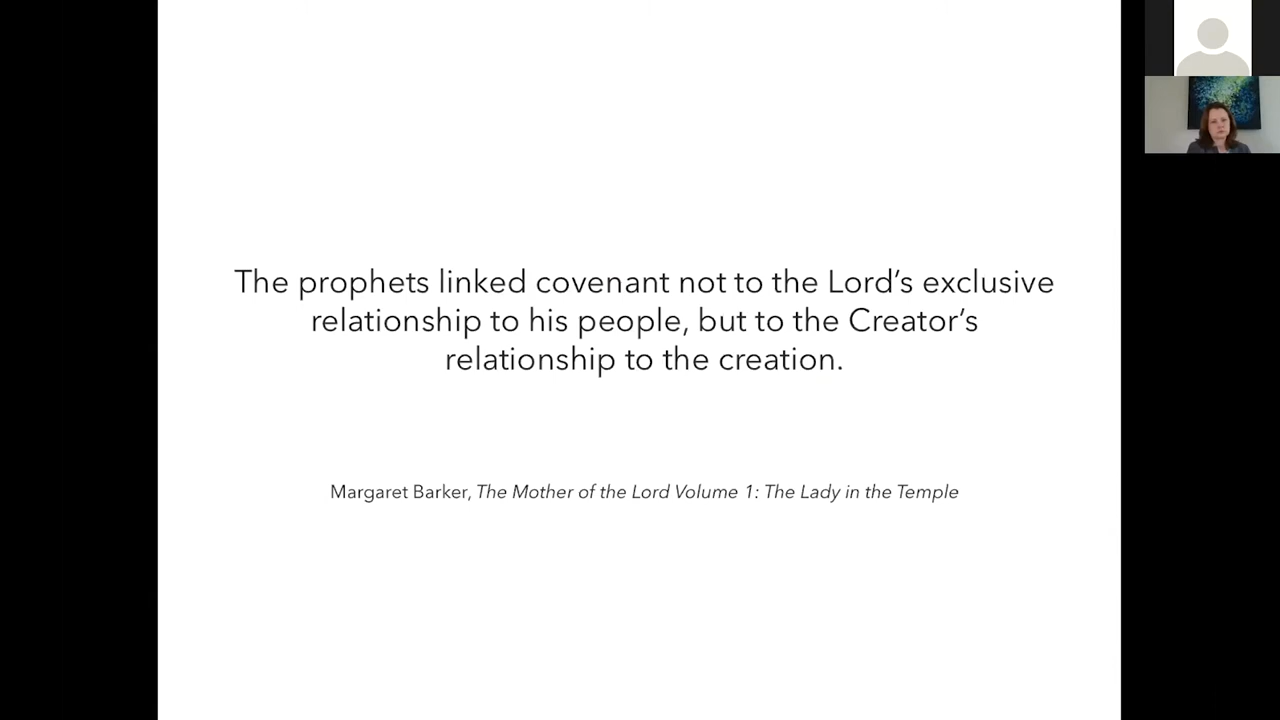 The prophets linked covenant not to the Lord’s exclusive
relationship to his people, but to the Creator’s
relationship to the creation.
Margaret Barker, The Mother of the Lord Volume 1: The Lady in the Temple